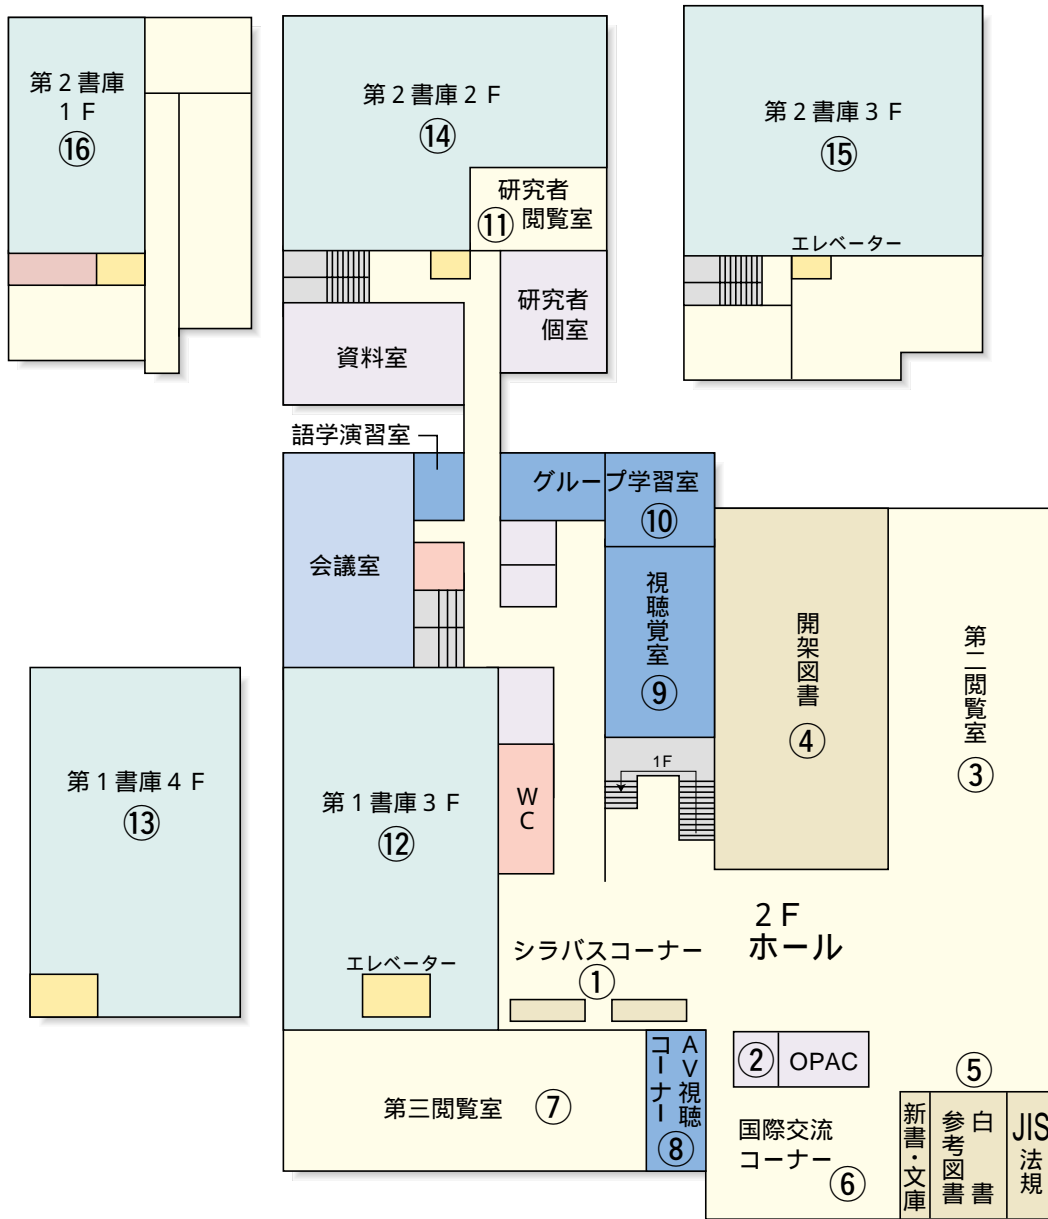 第２書庫
１Ｆ
⑯
第２書庫２Ｆ
⑭
研究者
⑪ 閲覧室
第２書庫３Ｆ
⑮
エレベーター
研究者
個室
資料室
語学演習室
グループ学習室
⑩
会議室
視聴覚室
⑨
開架図書
④
第二閲覧室
③
1F
第１書庫４Ｆ
⑬
第１書庫３Ｆ
⑫
WC
エレベーター
２Ｆ
ホール
シラバスコーナー
①
② OPAC
第三閲覧室 ⑦
AV視聴
コーナー
⑧
国際交流
コーナー
⑥
⑤
新書・文庫
参考図書
白書
JIS
法規